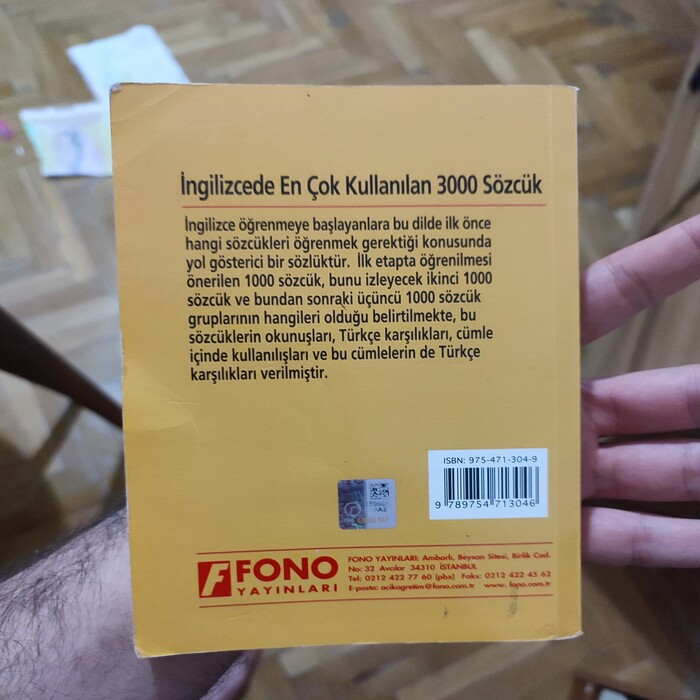 İngilizcede En Çok Kullanılan 3000 Sözcük
İngilizce öğrenmeye başlayanlara bu dilde ilk önce
hangi sözcükleri öğrenmek gerektiği konusunda
yol gösterici bir sözlüktür. İlk etapta öğrenilmesi
önerilen 1000 sözcük, bunu izleyecek ikinci 1000
sözcük ve bundan sonraki üçüncü 1000 sözcük
gruplarının hangileri olduğu belirtilmekte, bu
sözcüklerin okunuşları, Türkçe karşılıkları, cümle
içinde kullanılışları ve bu cümlelerin de Türkçe
karşılıkları verilmiştir.
ISBN: 975-471-304-9
9 789754 713046
FONO
YAYINLARI
FONO YAYINLARI: Ambarlı, Beysan Sitesi, Birlik Cad.
No: 32 Avcılar 34310 İSTANBUL
Tel: 0212 422 77 60 (pbx) Faks: 0212 422 45 62
E-posta: acikogretim@fono.com.tr www.fono.com.tr